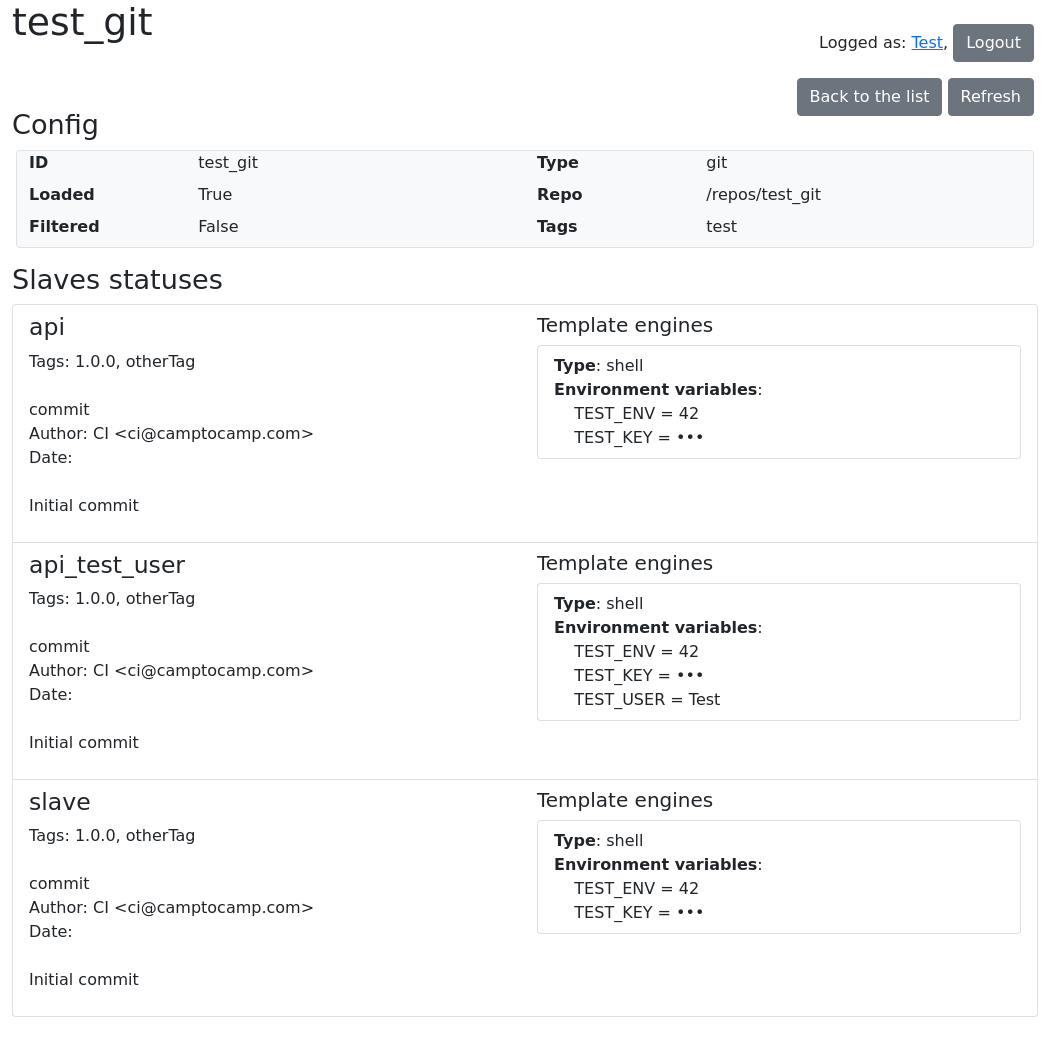 test_git
Logged as: Test, Logout
Back to the list Refresh
Config
ID test_git Type git
Loaded True Repo /repos/test_git
Filtered False Tags test
Slaves statuses
api
Tags: 1.0.0, otherTag
commit
Author: CI <ci@camptocamp.com>
Date:
Initial commit
Template engines
Type: shell
Environment variables:
TEST_ENV = 42
TEST_KEY = •••
api_test_user
Tags: 1.0.0, otherTag
commit
Author: CI <ci@camptocamp.com>
Date:
Initial commit
Template engines
Type: shell
Environment variables:
TEST_ENV = 42
TEST_KEY = •••
TEST_USER = Test
slave
Tags: 1.0.0, otherTag
commit
Author: CI <ci@camptocamp.com>
Date:
Initial commit
Template engines
Type: shell
Environment variables:
TEST_ENV = 42
TEST_KEY = •••